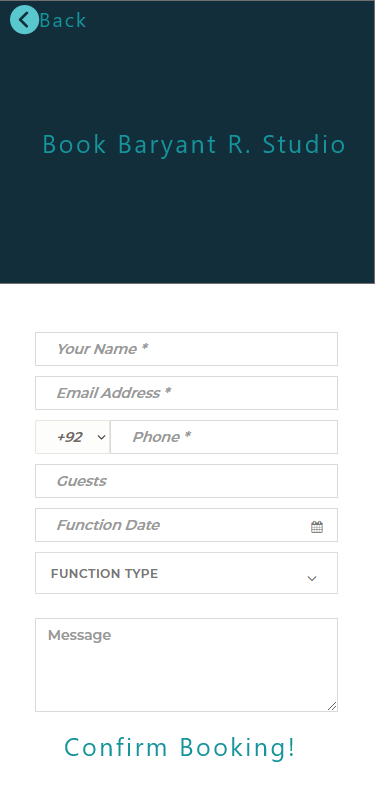 Back
Book Baryant R. Studio
Your Name *
Email Address *
+92 Phone *
Guests
Function Date
FUNCTION TYPE
Message
Confirm Booking!